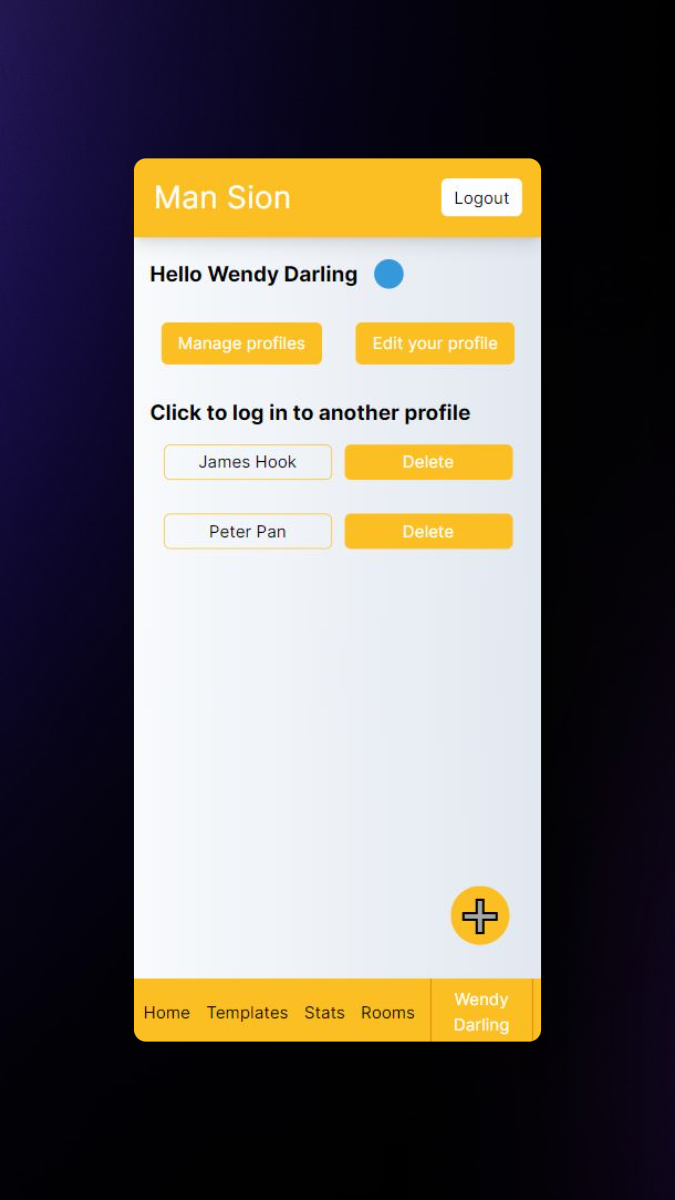 Man Sion
Logout
Hello Wendy Darling
Manage profiles
Edit your profile
Click to log in to another profile
James Hook
Delete
Peter Pan
Delete
Home
Templates
Stats
Rooms
Wendy
Darling